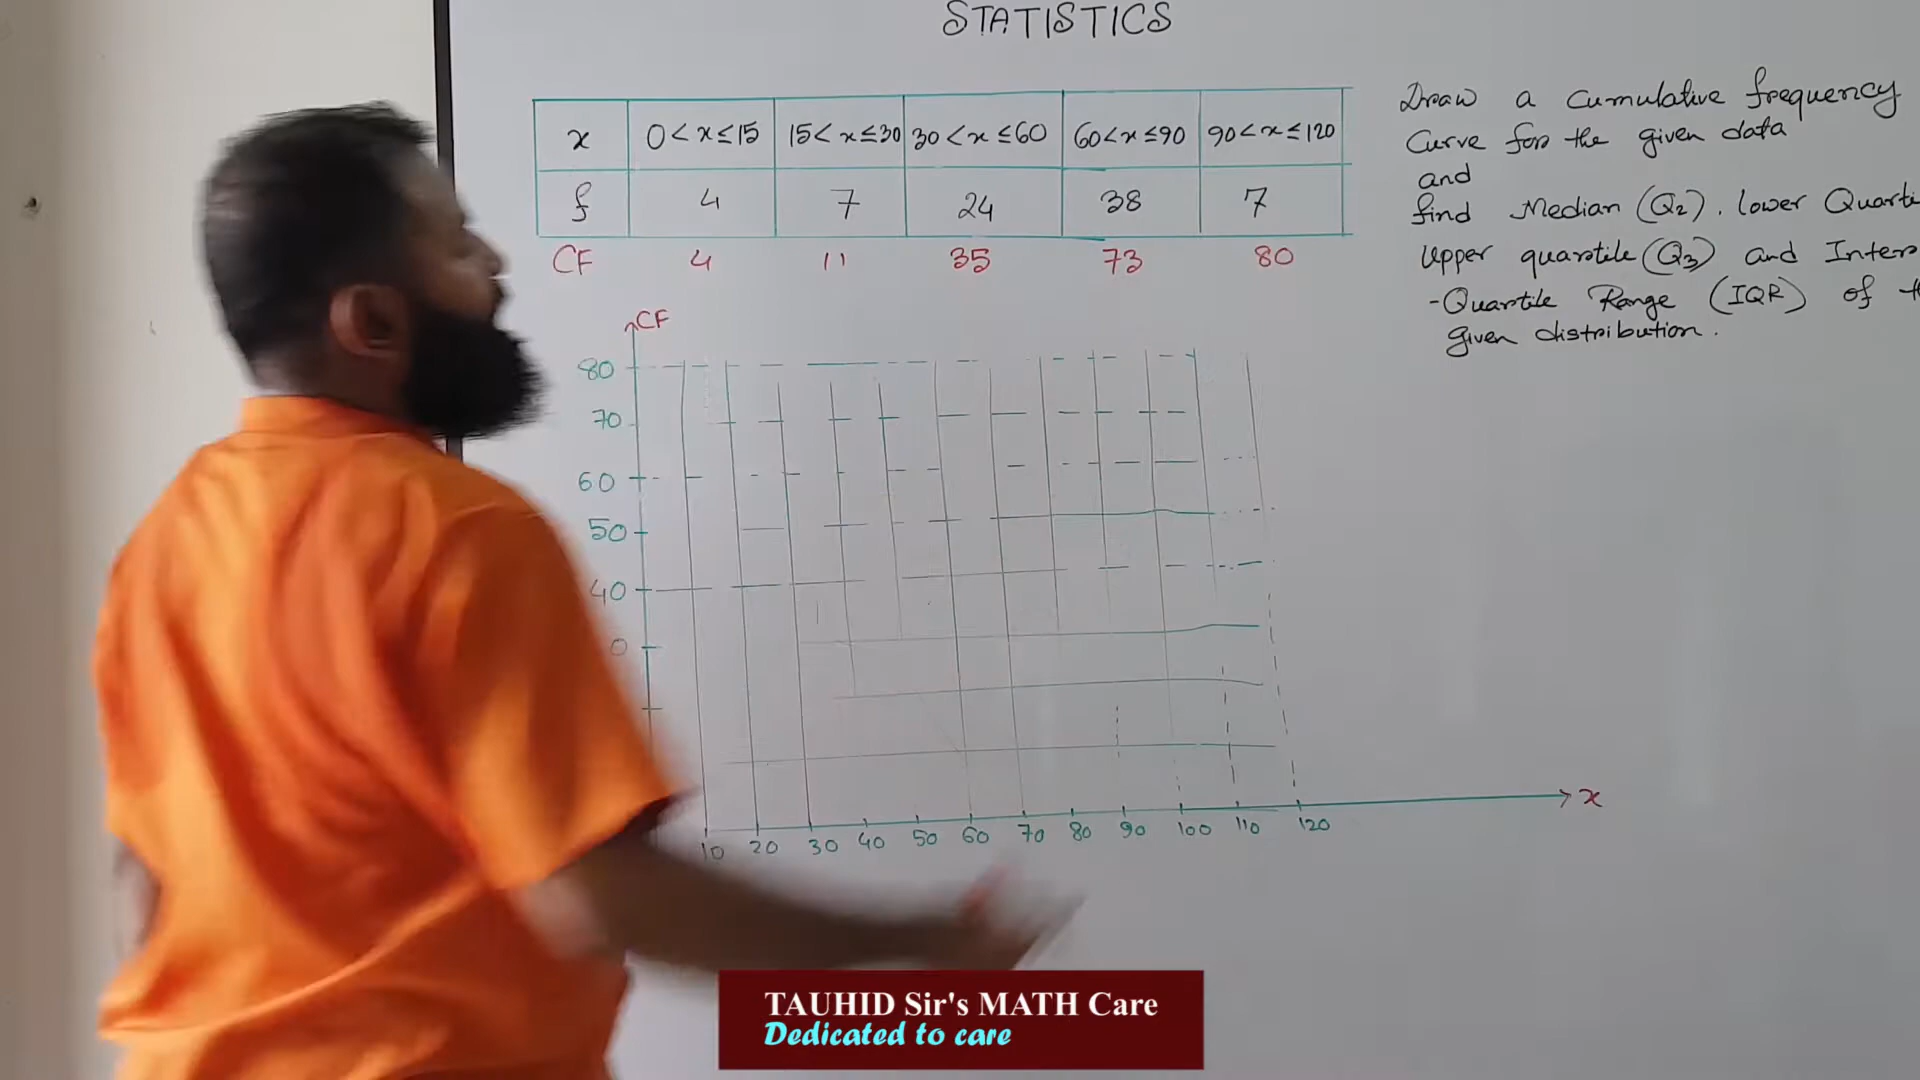 STATISTICS
x 0<x≤15 15<x≤30 30<x≤60 60<x≤90 90<x≤120
f 4 7 24 38 7
CF 4 11 35 73 80
Draw a cumulative frequency
Curve for the given data
and
find Median (Q2), lower Quarti
Upper quartile (Q3) and Inter
-Quartile Range (IQR) of t
given distribution.
CF
80
70
60
50
40
0
x
10 20 30 40 50 60 70 80 90 100 110 120
TAUHID Sir's MATH Care
Dedicated to care